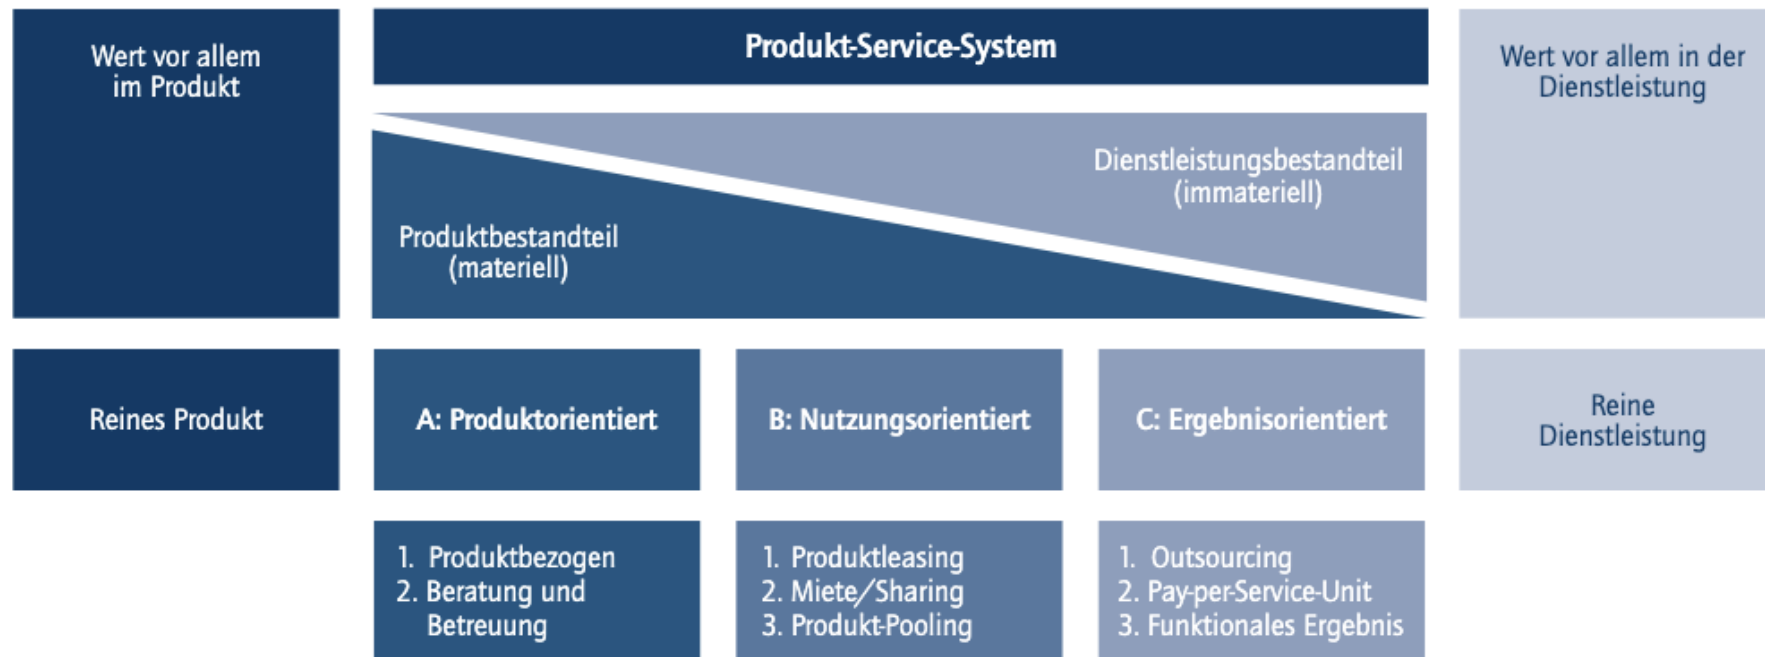 Wert vor allem
im Produkt
Produkt-Service-System
Wert vor allem in der
Dienstleistung
Dienstleistungsbestandteil
(immateriell)
Produktbestandteil
(materiell)
Reines Produkt
A: Produktorientiert
B: Nutzungsorientiert
C: Ergebnisorientiert
Reine
Dienstleistung
1. Produktbezogen
2. Beratung und
Betreuung
1. Produktleasing
2. Miete/Sharing
3. Produkt-Pooling
1. Outsourcing
2. Pay-per-Service-Unit
3. Funktionales Ergebnis